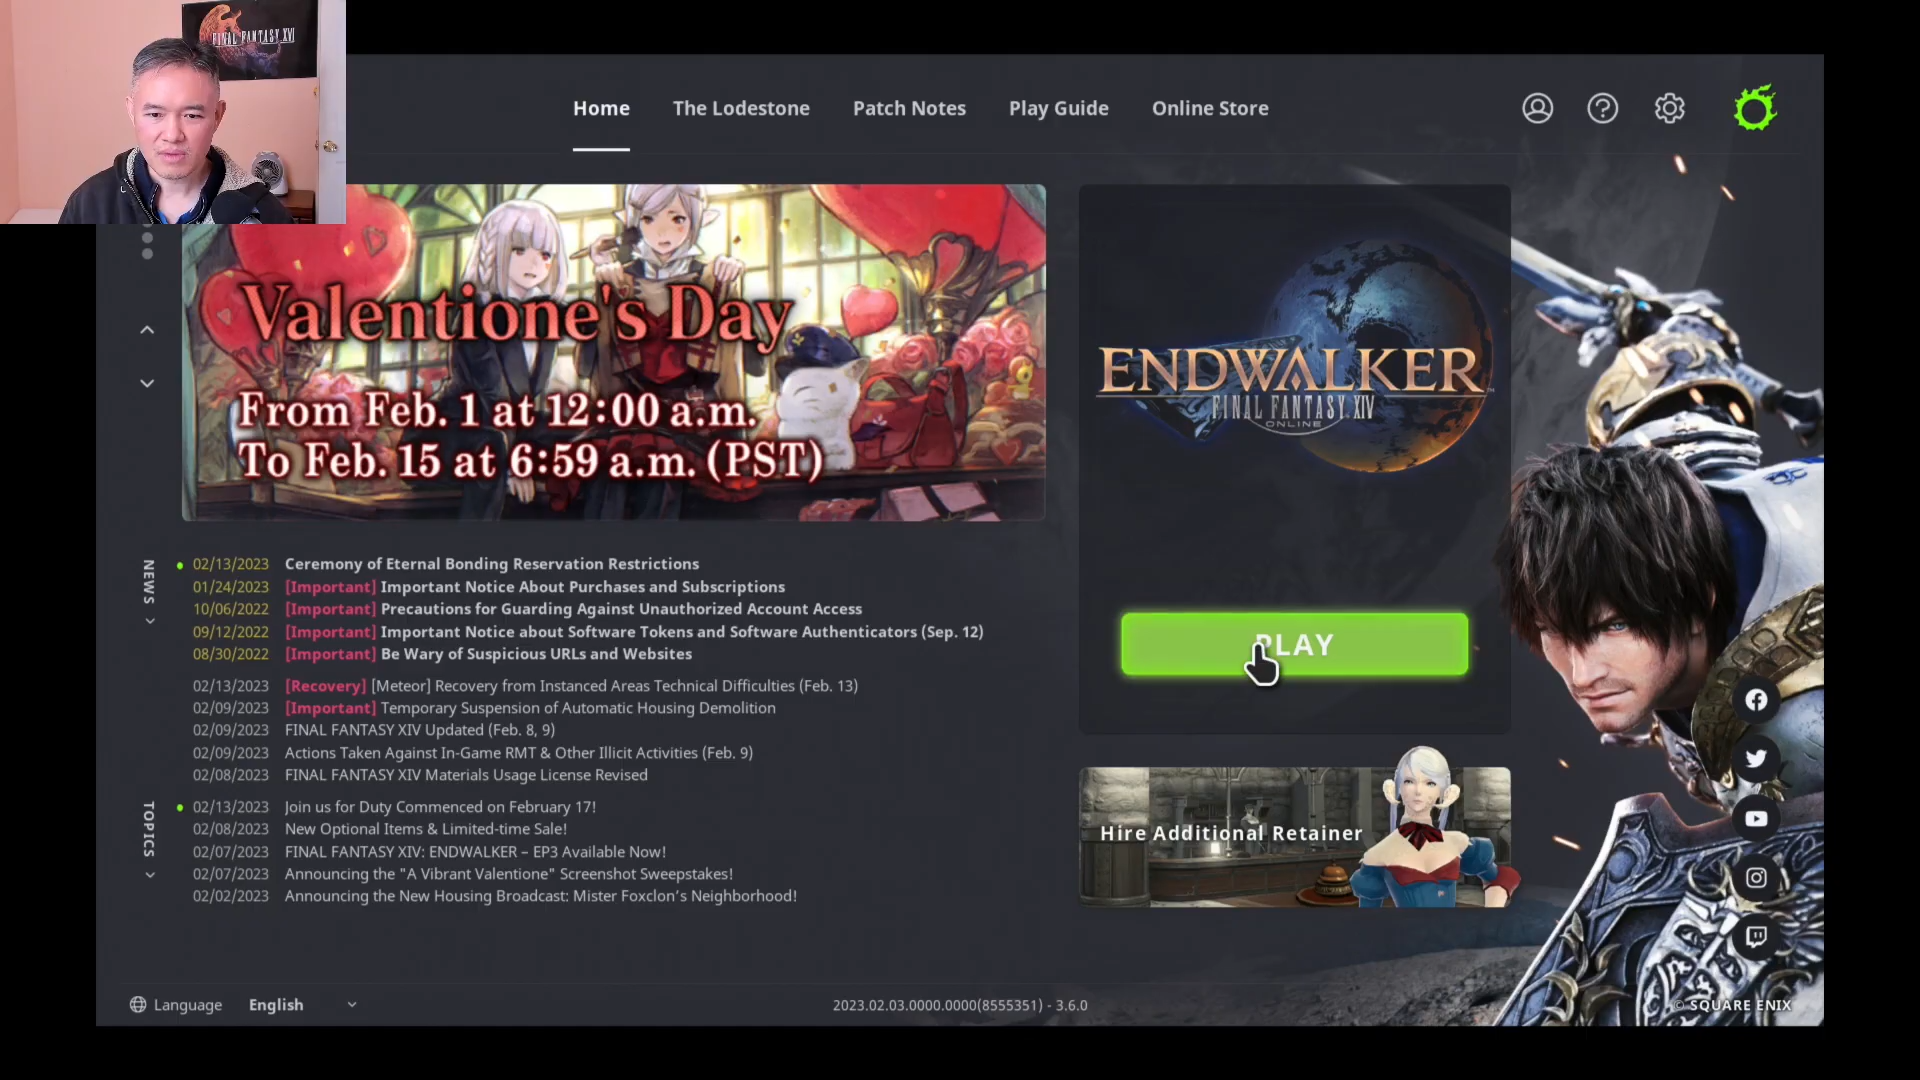 FINAL FANTASY XVI
Home
The Lodestone
Patch Notes
Play Guide
Online Store
Valentione's Day
From Feb. 1 at 12:00 a.m.
To Feb. 15 at 6:59 a.m. (PST)
ENDWALKER
FINAL FANTASY XIV
ONLINE
PLAY
Hire Additional Retainer
NEWS
02/13/2023 Ceremony of Eternal Bonding Reservation Restrictions
01/24/2023 [Important] Important Notice About Purchases and Subscriptions
10/06/2022 [Important] Precautions for Guarding Against Unauthorized Account Access
09/12/2022 [Important] Important Notice about Software Tokens and Software Authenticators (Sep. 12)
08/30/2022 [Important] Be Wary of Suspicious URLs and Websites
02/13/2023 [Recovery] [Meteor] Recovery from Instanced Areas Technical Difficulties (Feb. 13)
02/09/2023 [Important] Temporary Suspension of Automatic Housing Demolition
02/09/2023 FINAL FANTASY XIV Updated (Feb. 8, 9)
02/09/2023 Actions Taken Against In-Game RMT & Other Illicit Activities (Feb. 9)
02/08/2023 FINAL FANTASY XIV Materials Usage License Revised
TOPICS
02/13/2023 Join us for Duty Commenced on February 17!
02/08/2023 New Optional Items & Limited-time Sale!
02/07/2023 FINAL FANTASY XIV: ENDWALKER – EP3 Available Now!
02/07/2023 Announcing the "A Vibrant Valentione" Screenshot Sweepstakes!
02/02/2023 Announcing the New Housing Broadcast: Mister Foxclon's Neighborhood!
Language English
2023.02.03.0000.0000(8555351) - 3.6.0
© SQUARE ENIX